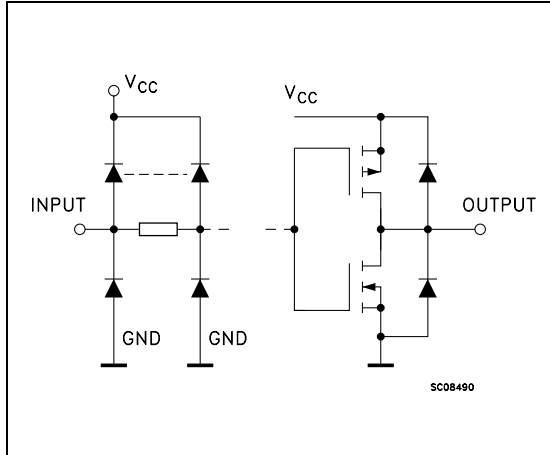 VCC
VCC
INPUT
OUTPUT
GND
GND
SC08490